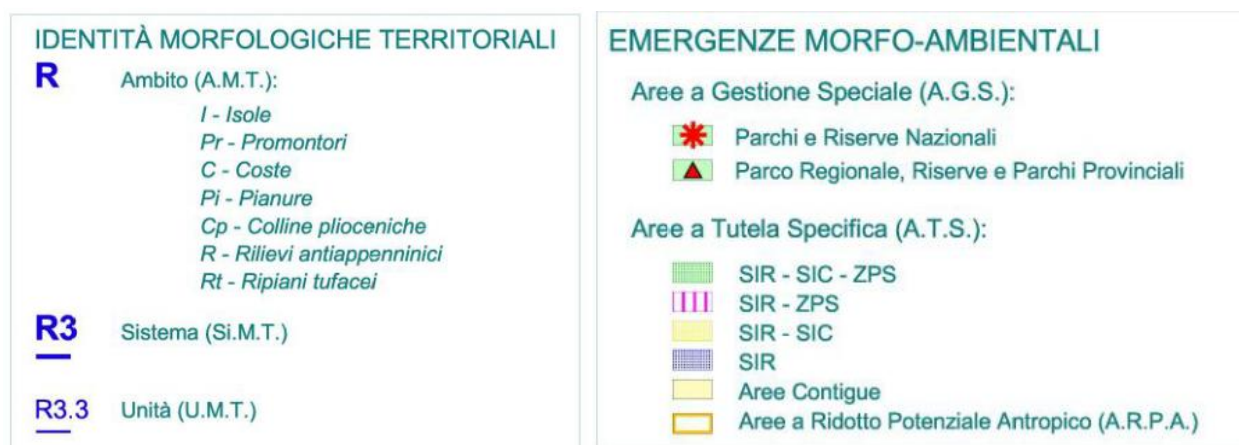 IDENTITÀ MORFOLOGICHE TERRITORIALI
R Ambito (A.M.T.):
I - Isole
Pr - Promontori
C - Coste
Pi - Pianure
Cp - Colline plioceniche
R - Rilievi antiappenninici
Rt - Ripiani tufacei
R3 Sistema (Si.M.T.)
R3.3 Unità (U.M.T.)
EMERGENZE MORFO-AMBIENTALI
Aree a Gestione Speciale (A.G.S.):
Parchi e Riserve Nazionali
Parco Regionale, Riserve e Parchi Provinciali
Aree a Tutela Specifica (A.T.S.):
SIR - SIC - ZPS
SIR - ZPS
SIR - SIC
SIR
Aree Contigue
Aree a Ridotto Potenziale Antropico (A.R.P.A.)